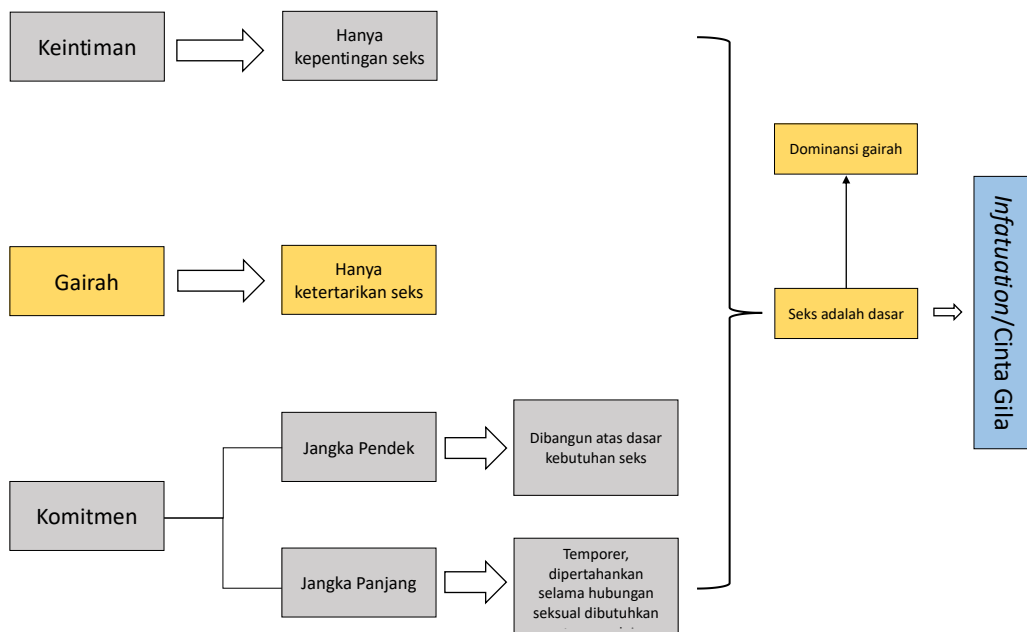 Keintiman
Hanya
kepentingan seks
Dominansi gairah
Gairah
Hanya
ketertarikan seks
Seks adalah dasar
Infatuation/Cinta Gila
Jangka Pendek
Dibangun atas dasar
kebutuhan seks
Komitmen
Jangka Panjang
Temporer,
dipertahankan
selama hubungan
seksual dibutuhkan